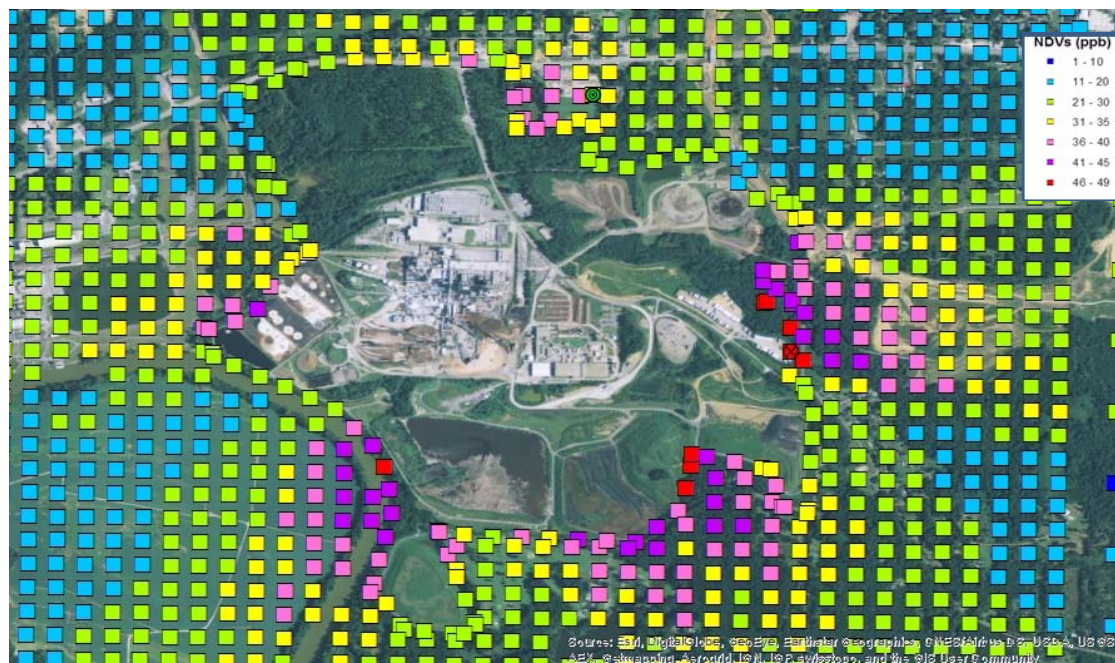 NDVs (ppb)
1 - 10
11 - 20
21 - 30
31 - 35
36 - 40
41 - 45
46 - 49
Source: Esri, DigitalGlobe, GeoEye, Earthstar Geographics, CNES/Airbus DS, USDA, USGS
AEX, Getmapping, Aerogrid, IGN, IGP, swisstopo, and the GIS User Community